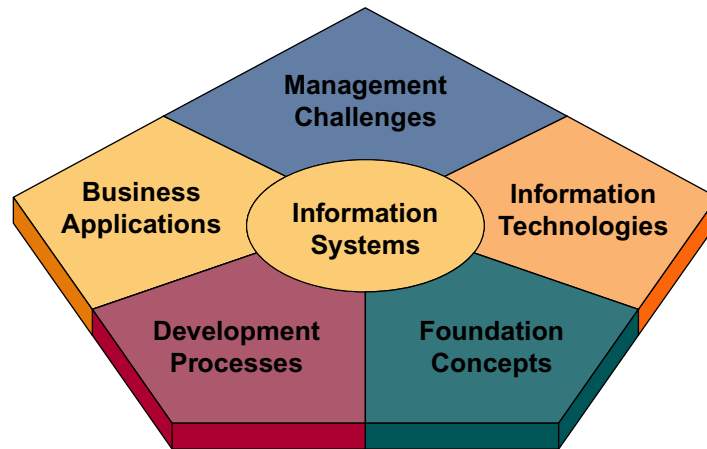 Management
Challenges
Business
Applications
Information
Technologies
Information
Systems
Development
Processes
Foundation
Concepts